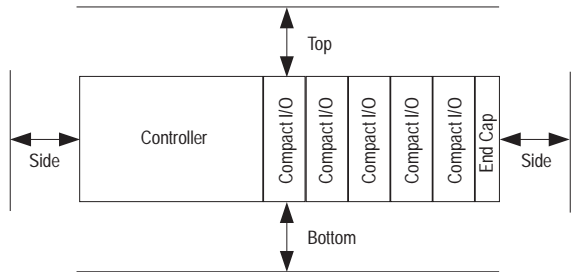 Top
Side
Controller
Compact I/O
Compact I/O
Compact I/O
Compact I/O
Compact I/O
End Cap
Side
Bottom